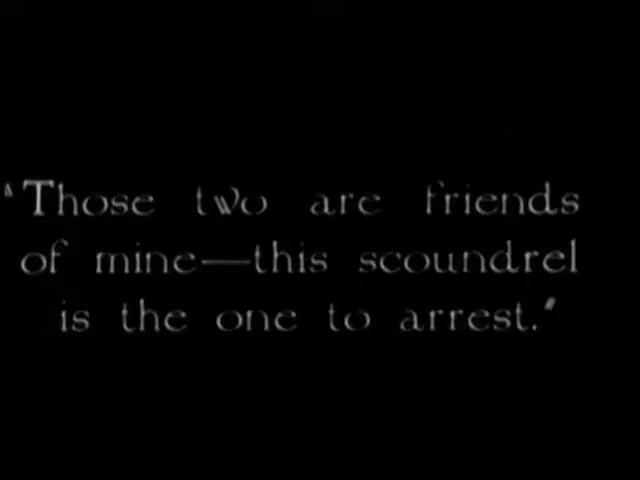 "Those two are friends
of mine—this scoundrel
is the one to arrest."